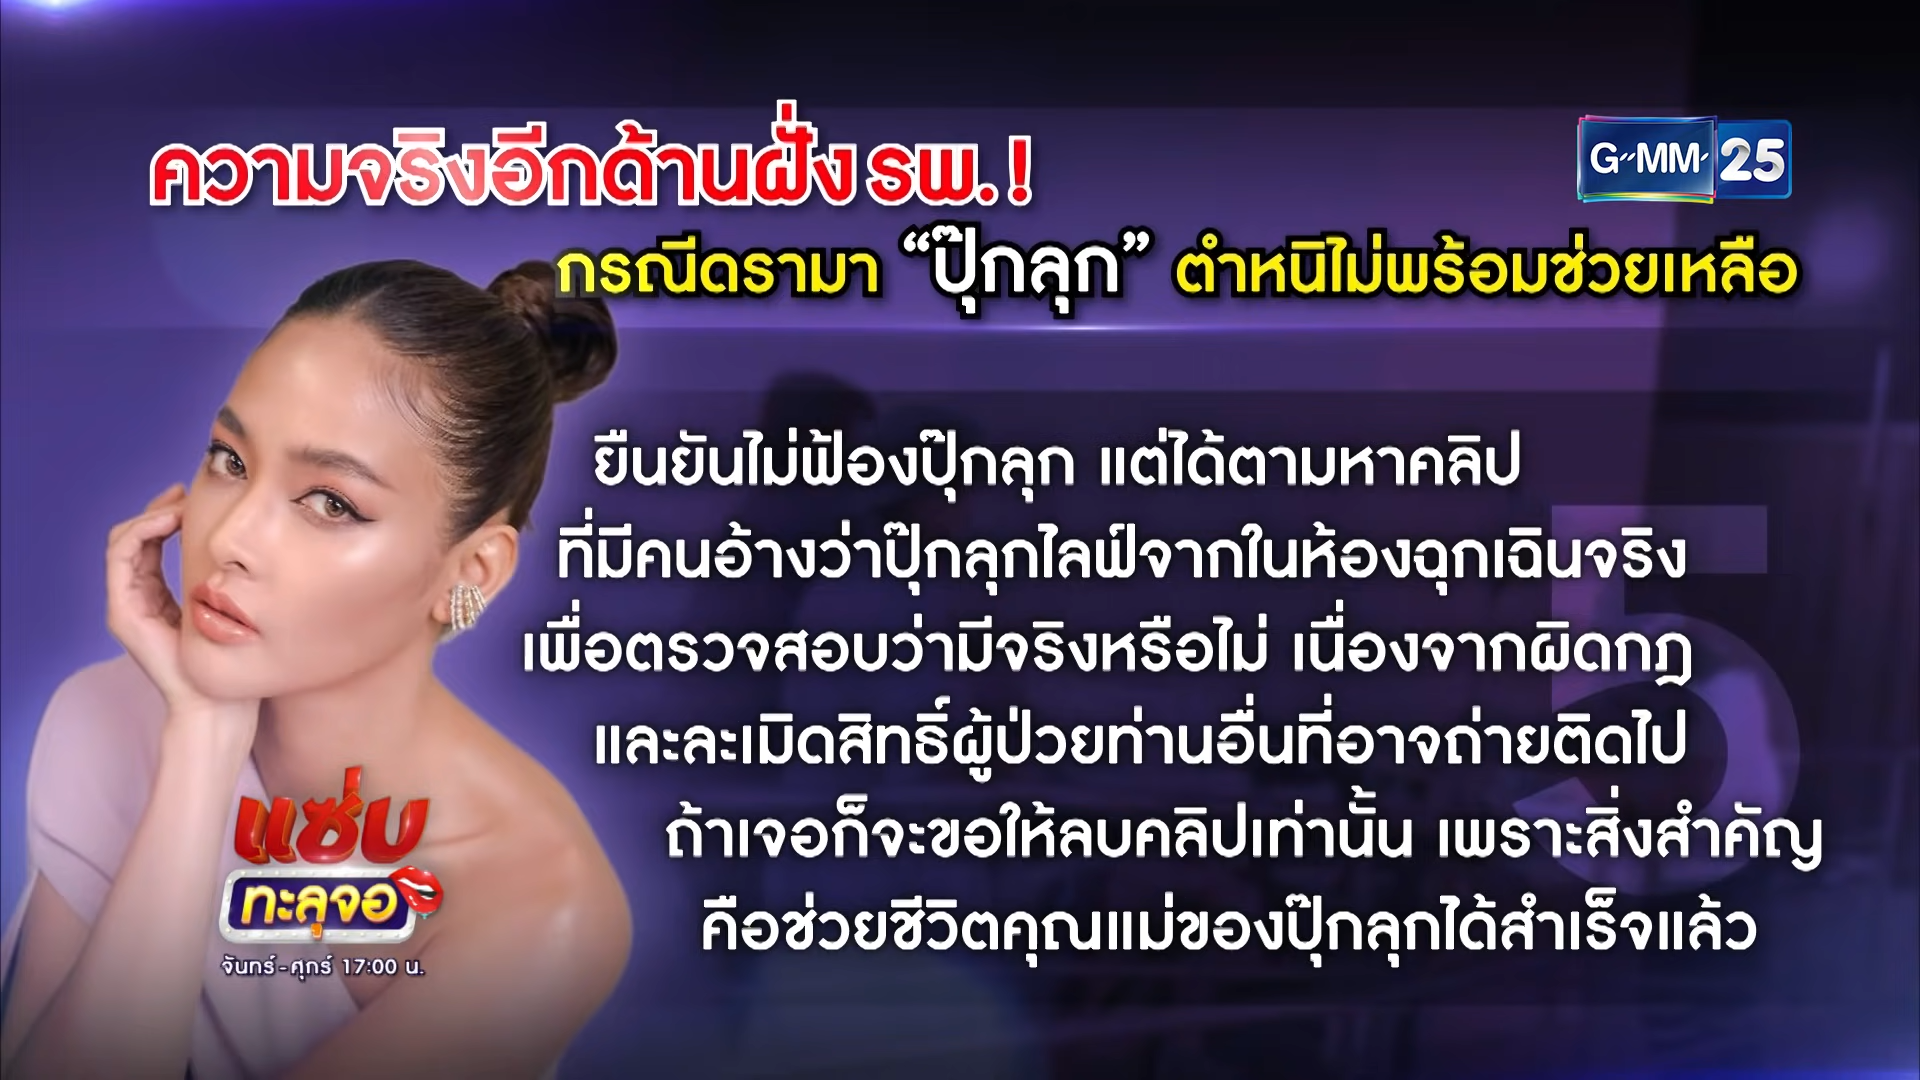 ความจริงอีกด้านฝั่ง รพ.!
G-MM 25
กรณีดรามา “ปุ๊กลุก” ตำหนิไม่พร้อมช่วยเหลือ
ยืนยันไม่ฟ้องปุ๊กลุก แต่ได้ตามหาคลิป
ที่มีคนอ้างว่าปุ๊กลุกไลฟ์จากในห้องฉุกเฉินจริง
เพื่อตรวจสอบว่ามีจริงหรือไม่ เนื่องจากผิดกฎ
และละเมิดสิทธิ์ผู้ป่วยท่านอื่นที่อาจถ่ายติดไป
ถ้าเจอก็จะขอให้ลบคลิปเท่านั้น เพราะสิ่งสำคัญ
คือช่วยชีวิตคุณแม่ของปุ๊กลุกได้สำเร็จแล้ว
แซ่บ
ทะลุจอ
จันทร์ - ศุกร์ 17:00 น.
5